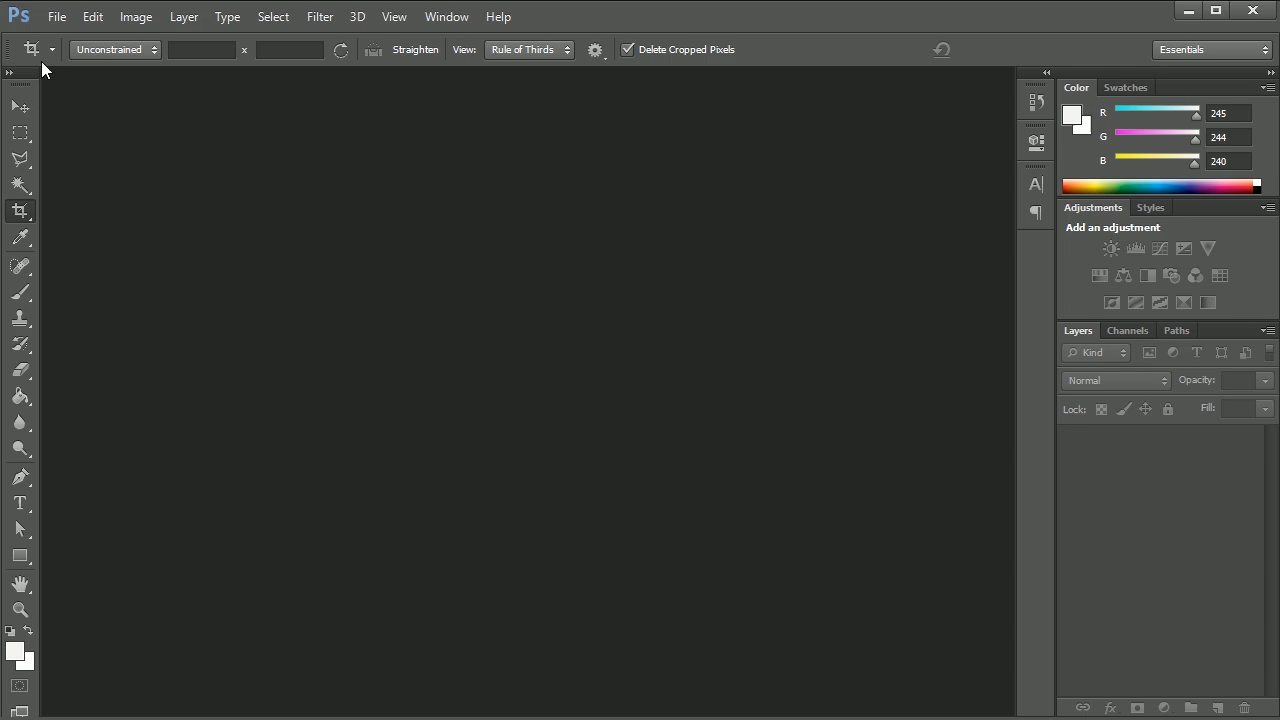 Ps File Edit Image Layer Type Select Filter 3D View Window Help
Unconstrained x Straighten View: Rule of Thirds Delete Cropped Pixels Essentials
Color Swatches
R 245
G 244
B 240
Adjustments Styles
Add an adjustment
Layers Channels Paths
Kind
Normal Opacity:
Lock: Fill: